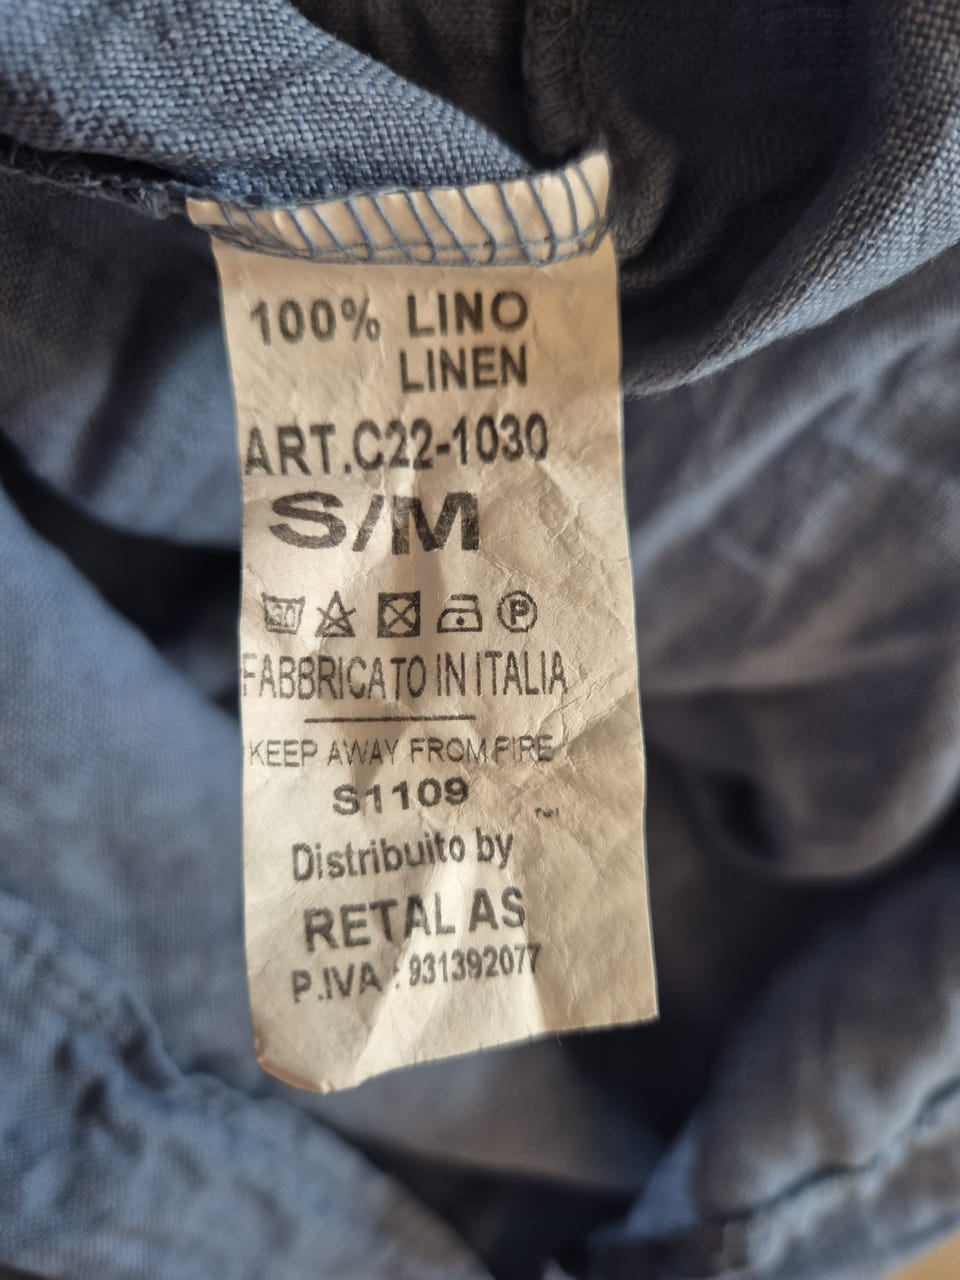 100% LINO
LINEN
ART.C22-1030
S/M
30
P
FABBRICATO IN ITALIA
KEEP AWAY FROM FIRE
S1109
Distribuito by
RETAL AS
P.IVA : 931392077